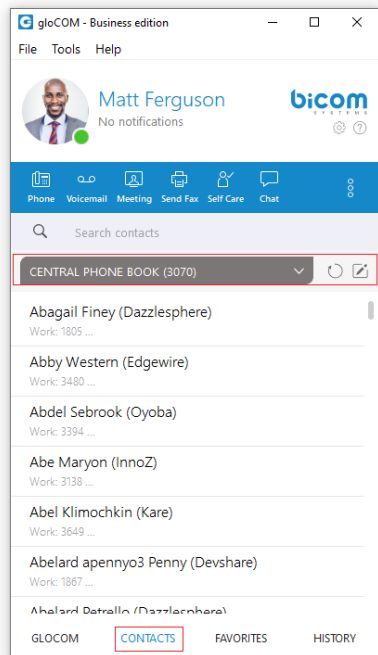 gloCOM - Business edition
File Tools Help
Matt Ferguson
No notifications
bicom
SYSTEMS
Phone Voicemail Meeting Send Fax Self Care Chat
Search contacts
CENTRAL PHONE BOOK (3070)
Abagail Finey (Dazzlesphere)
Work: 1805 ...
Abby Western (Edgewire)
Work: 3480 ...
Abdel Sebrook (Oyoba)
Work: 3394 ...
Abe Maryon (InnoZ)
Work: 3138 ...
Abel Klimochkin (Kare)
Work: 3649 ...
Abelard apennyo3 Penny (Devshare)
Work: 1867 ...
Abelard Petrello (Dazzlesphere)
GLOCOM CONTACTS FAVORITES HISTORY